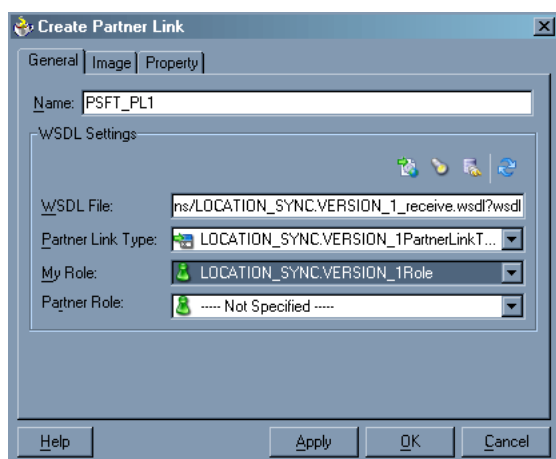 Create Partner Link
General Image Property
Name: PSFT_PL1
WSDL Settings
WSDL File: ns/LOCATION_SYNC.VERSION_1_receive.wsdl?wsdl
Partner Link Type: LOCATION_SYNC.VERSION_1PartnerLinkT...
My Role: LOCATION_SYNC.VERSION_1Role
Partner Role: ----- Not Specified -----
Help Apply OK Cancel